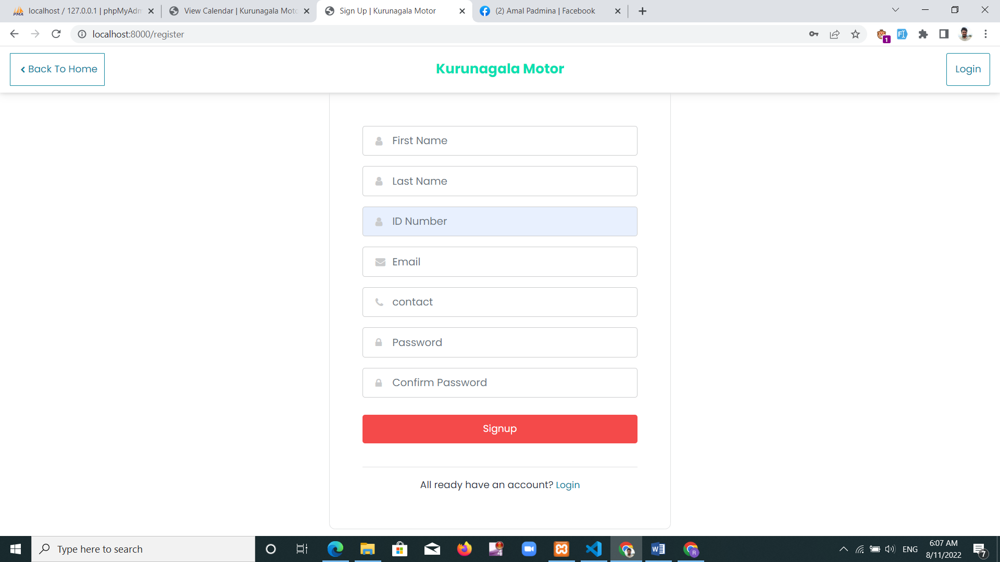 localhost / 127.0.0.1 | phpMyAdm
View Calendar | Kurunagala Moto
Sign Up | Kurunagala Motor
(2) Amal Padmina | Facebook
localhost:8000/register
1
Back To Home
Kurunagala Motor
Login
First Name
Last Name
ID Number
Email
contact
Password
Confirm Password
Signup
All ready have an account? Login
Type here to search
ENG
6:07 AM
8/11/2022
7